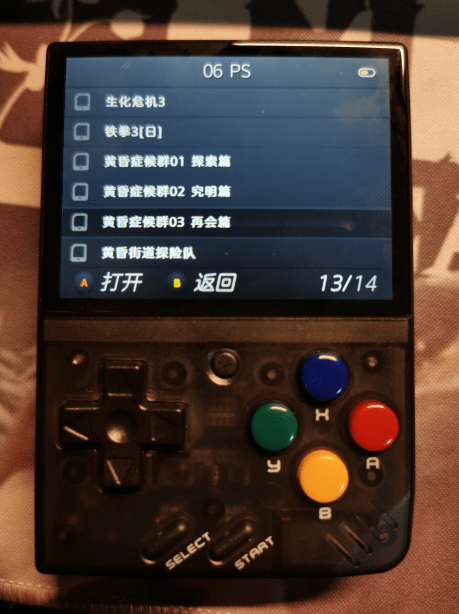 06 PS
生化危机3
铁拳3[日]
黄昏症候群01 探索篇
黄昏症候群02 究明篇
黄昏症候群03 再会篇
黄昏街道探险队
A 打开 B 返回 13/14
X
Y A
B
SELECT START